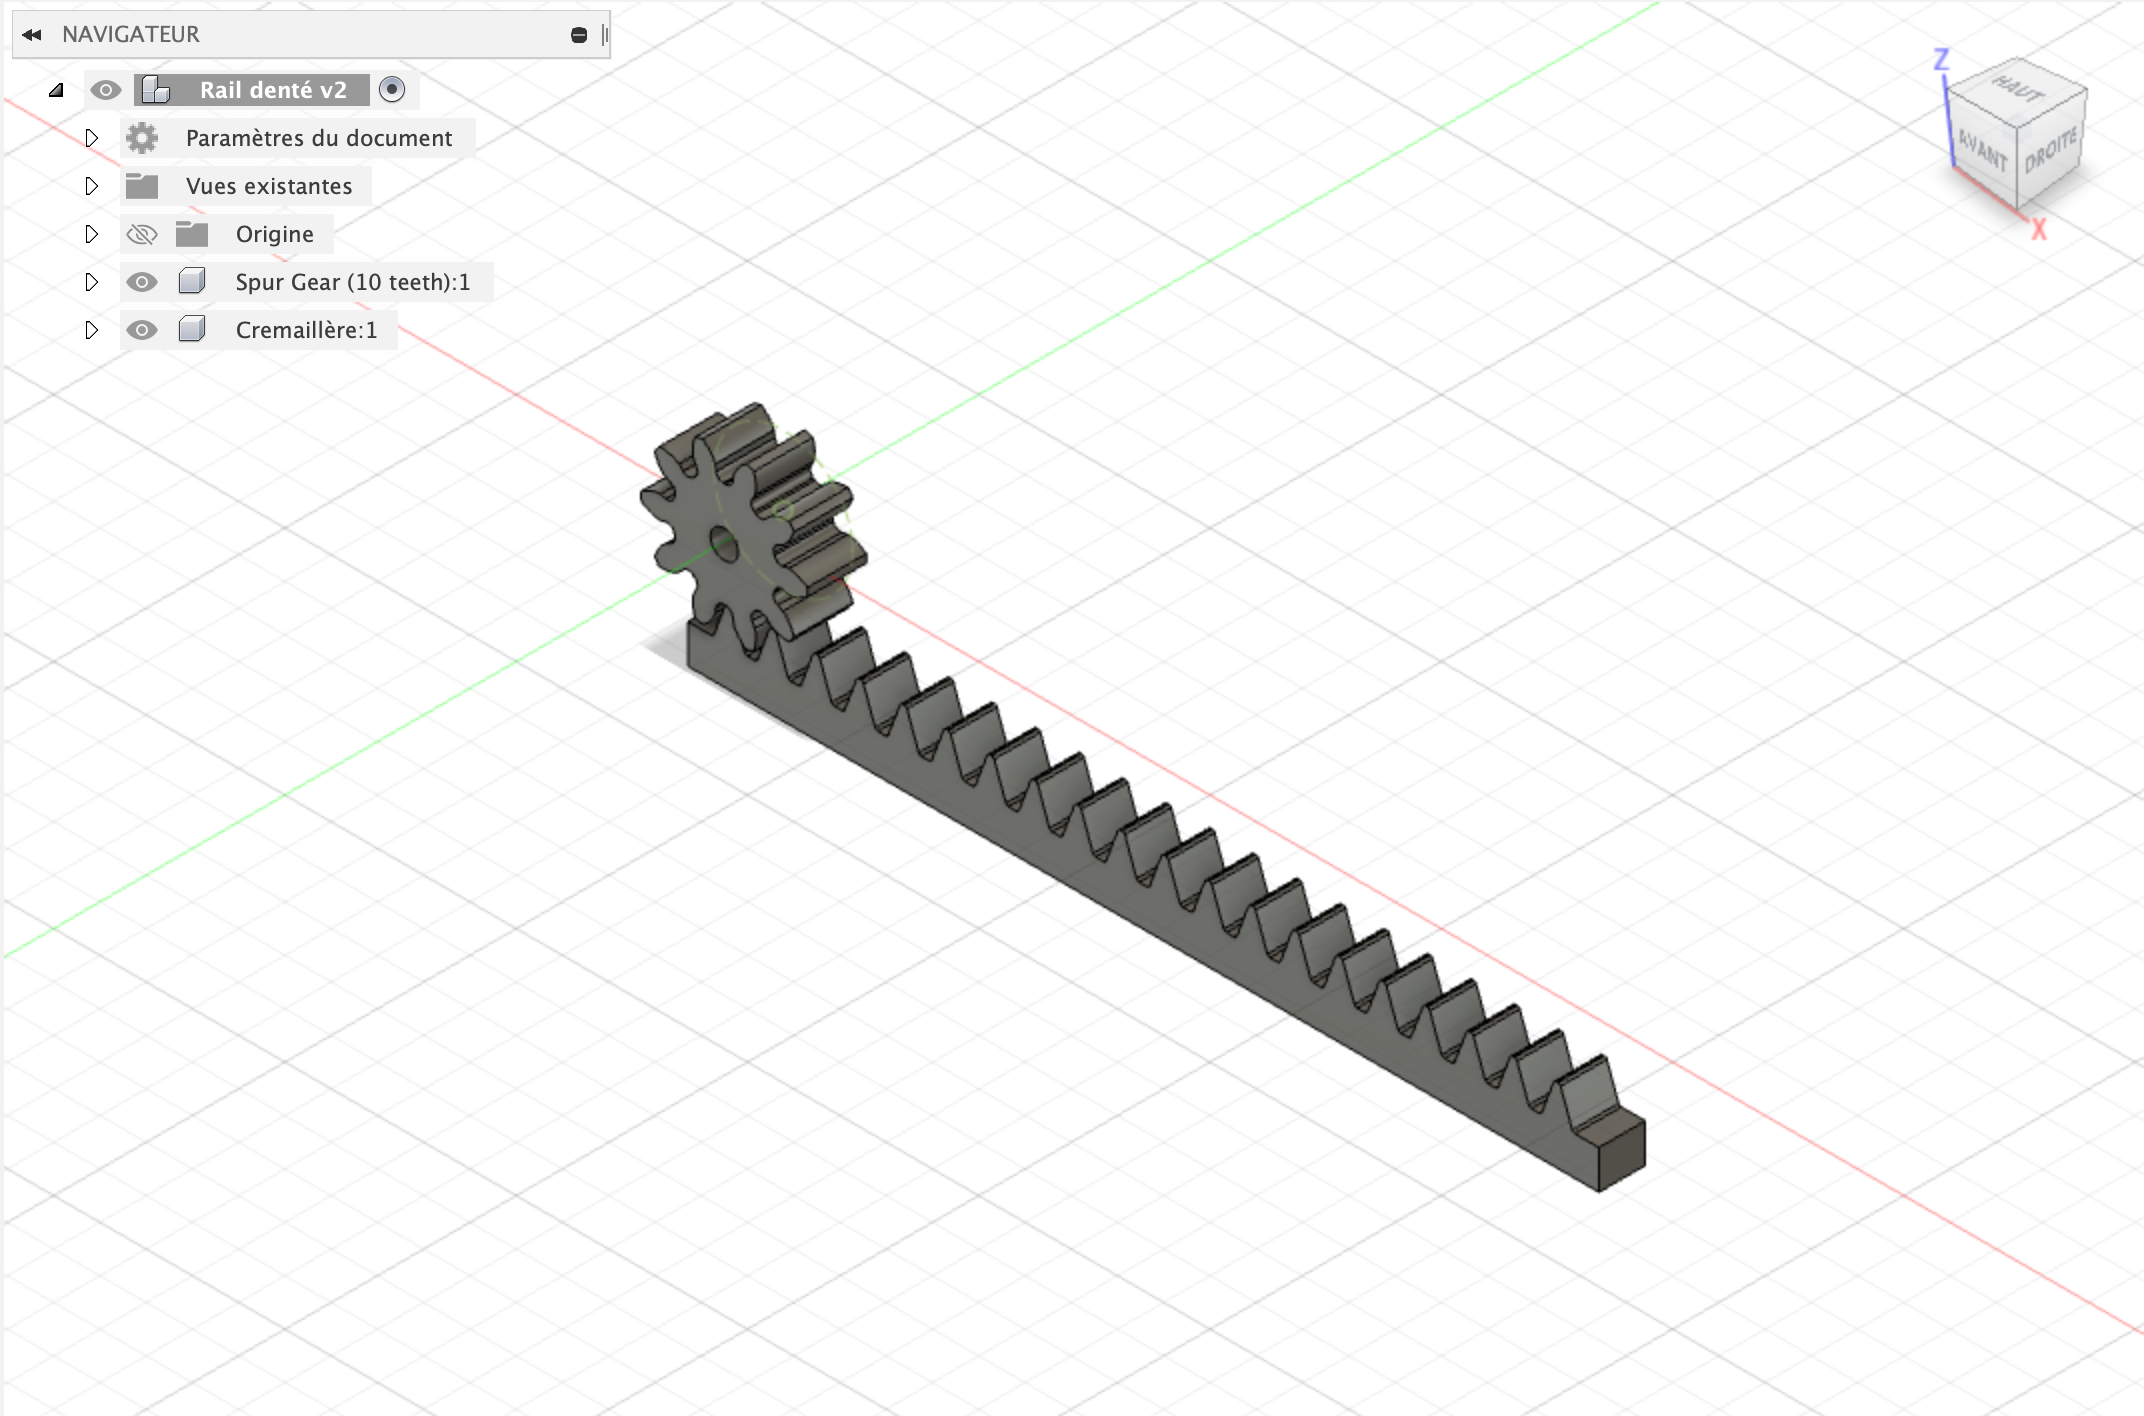 NAVIGATEUR
Rail denté v2
Paramètres du document
Vues existantes
Origine
Spur Gear (10 teeth):1
Cremaillère:1
Z
HAUT
AVANT
DROITE
X